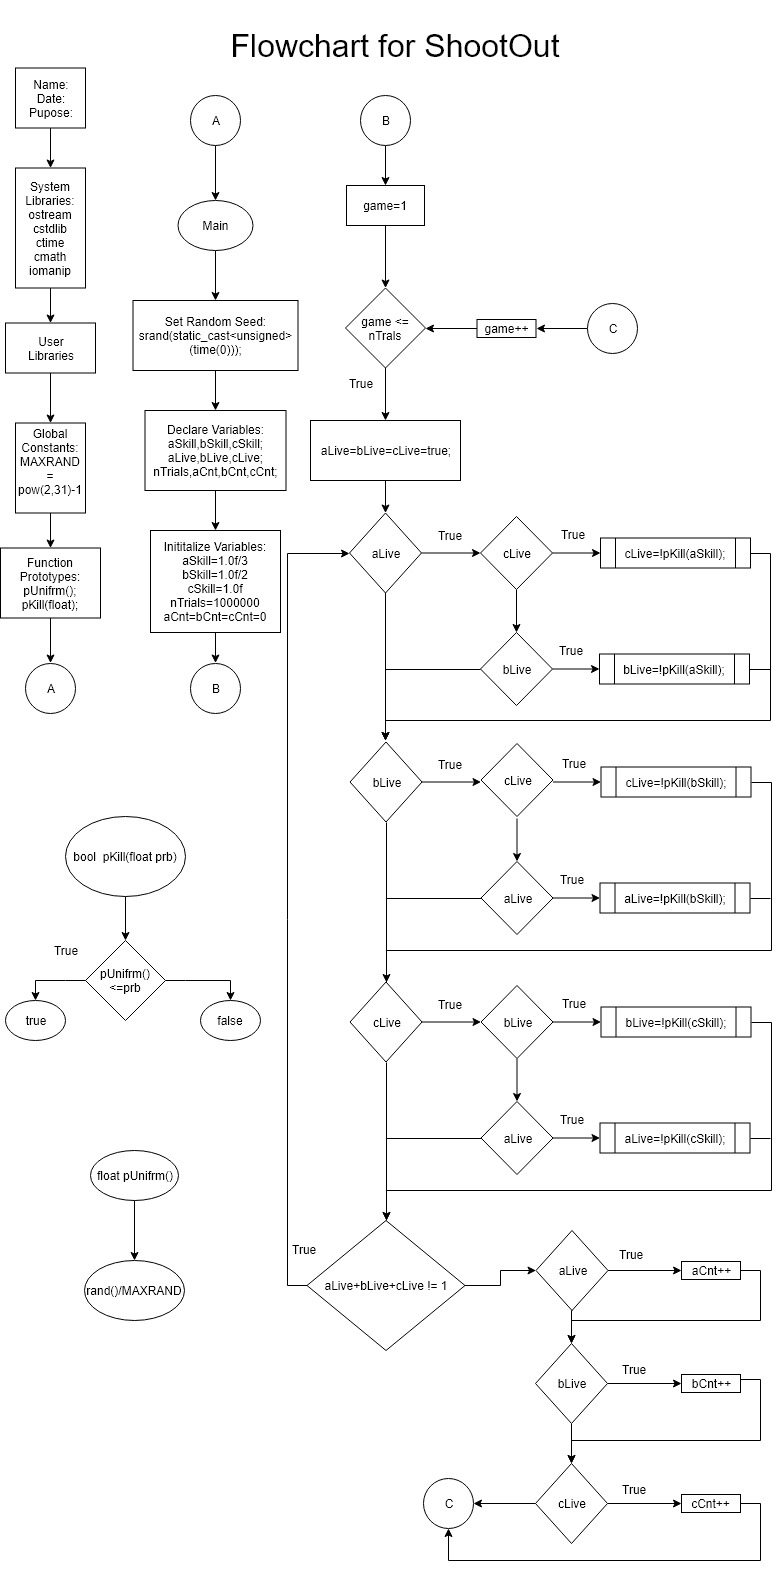 Flowchart for ShootOut
Name:
Date:
Pupose:
System
Libraries:
ostream
cstdlib
ctime
cmath
iomanip
User
Libraries
Global
Constants:
MAXRAND
=
pow(2,31)-1
Function
Prototypes:
pUnifrm();
pKill(float);
A
A
Main
Set Random Seed:
srand(static_cast<unsigned>
(time(0)));
Declare Variables:
aSkill,bSkill,cSkill;
aLive,bLive,cLive;
nTrials,aCnt,bCnt,cCnt;
Inititalize Variables:
aSkill=1.0f/3
bSkill=1.0f/2
cSkill=1.0f
nTrials=1000000
aCnt=bCnt=cCnt=0
B
B
game=1
game <=
nTrals
game++
C
True
aLive=bLive=cLive=true;
aLive
True
cLive
True
cLive=!pKill(aSkill);
bLive
True
bLive=!pKill(aSkill);
bLive
True
cLive
True
cLive=!pKill(bSkill);
aLive
True
aLive=!pKill(bSkill);
cLive
True
bLive
True
bLive=!pKill(cSkill);
aLive
True
aLive=!pKill(cSkill);
True
aLive+bLive+cLive != 1
aLive
True
aCnt++
bLive
True
bCnt++
cLive
True
cCnt++
C
bool pKill(float prb)
True
pUnifrm()
<=prb
true
false
float pUnifrm()
rand()/MAXRAND